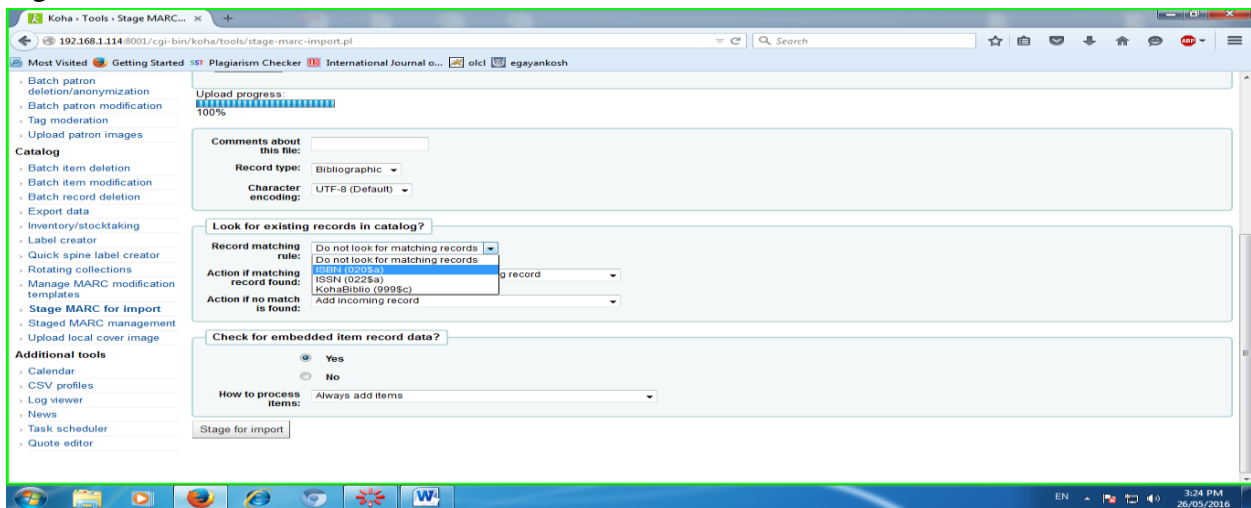 Koha › Tools › Stage MARC...
192.168.1.114:8001/cgi-bin/koha/tools/stage-marc-import.pl
Search
ABP
Most Visited Getting Started SST Plagiarism Checker International Journal o... olcl egayankosh
Batch patron deletion/anonymization
Batch patron modification
Tag moderation
Upload patron images
Catalog
Batch item deletion
Batch item modification
Batch record deletion
Export data
Inventory/stocktaking
Label creator
Quick spine label creator
Rotating collections
Manage MARC modification templates
Stage MARC for import
Staged MARC management
Upload local cover image
Additional tools
Calendar
CSV profiles
Log viewer
News
Task scheduler
Quote editor
Upload progress:
100%
Comments about this file:
Record type: Bibliographic
Character encoding: UTF-8 (Default)
Look for existing records in catalog?
Record matching rule: Do not look for matching records
Do not look for matching records
ISBN (020$a)
ISSN (022$a)
KohaBiblio (999$c)
Action if matching record found: g record
Action if no match is found: Add incoming record
Check for embedded item record data?
Yes
No
How to process items: Always add items
Stage for import
W
EN
3:24 PM
26/05/2016